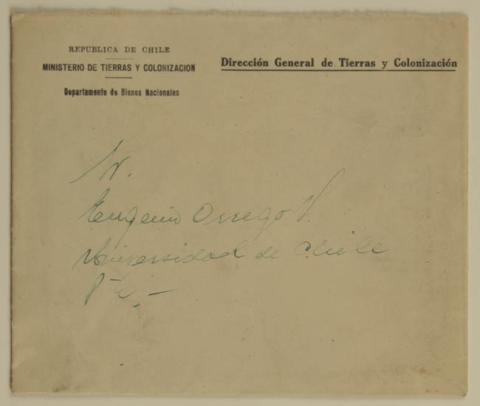 REPUBLICA DE CHILE
MINISTERIO DE TIERRAS Y COLONIZACION
Departamento de Bienes Nacionales
Dirección General de Tierras y Colonización
Sr.
Eugenio Orrego V.
Universidad de Chile
Pte.—